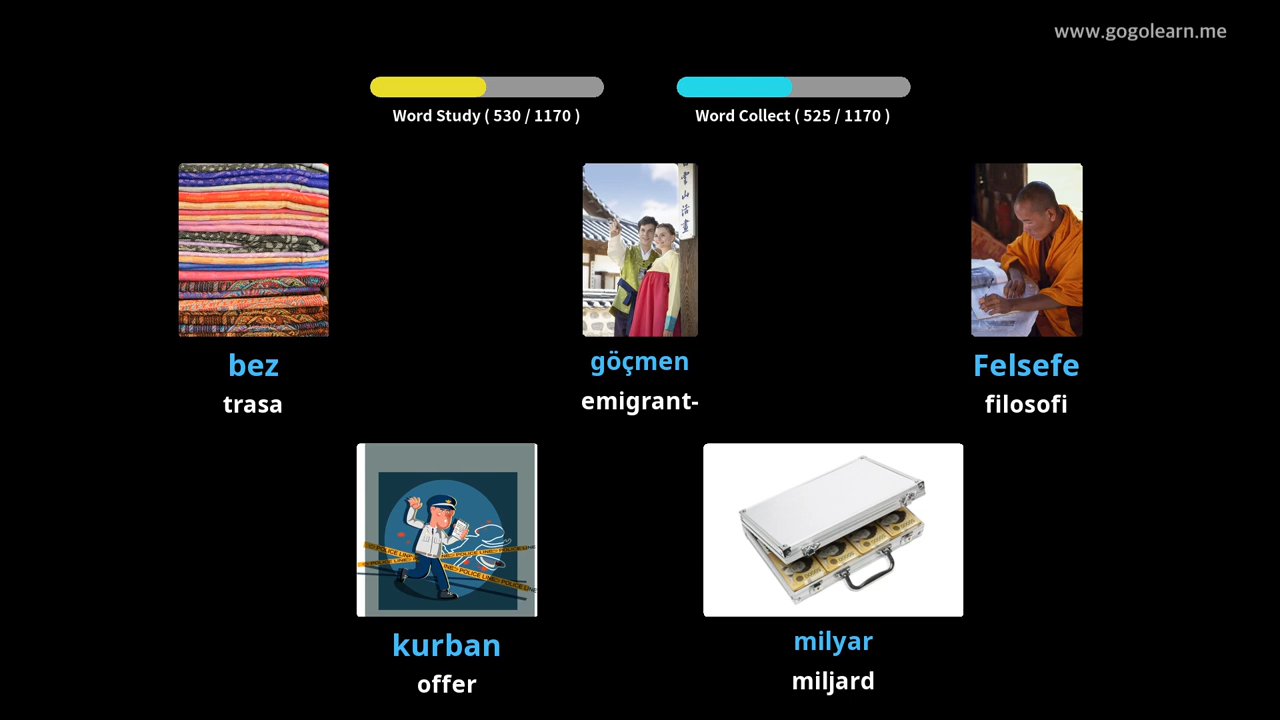 www.gogolearn.me
Word Study ( 530 / 1170 )
Word Collect ( 525 / 1170 )
bez
trasa
göçmen
emigrant-
Felsefe
filosofi
kurban
offer
milyar
miljard